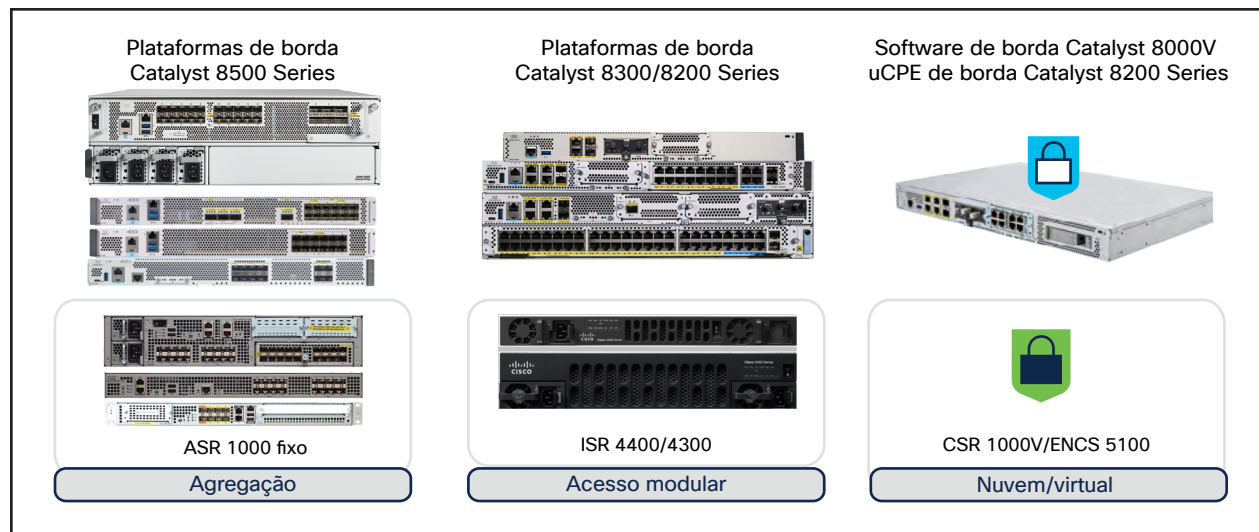 Plataformas de borda
Catalyst 8500 Series
Plataformas de borda
Catalyst 8300/8200 Series
Software de borda Catalyst 8000V
uCPE de borda Catalyst 8200 Series
CISCO
ASR 1000 fixo
ISR 4400/4300
CSR 1000V/ENCS 5100
Agregação
Acesso modular
Nuvem/virtual